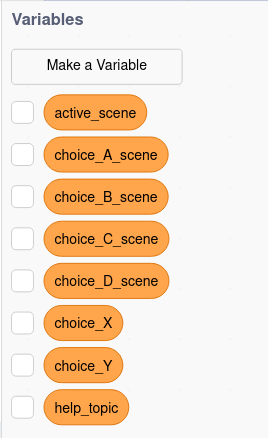 Variables
Make a Variable
active_scene
choice_A_scene
choice_B_scene
choice_C_scene
choice_D_scene
choice_X
choice_Y
help_topic